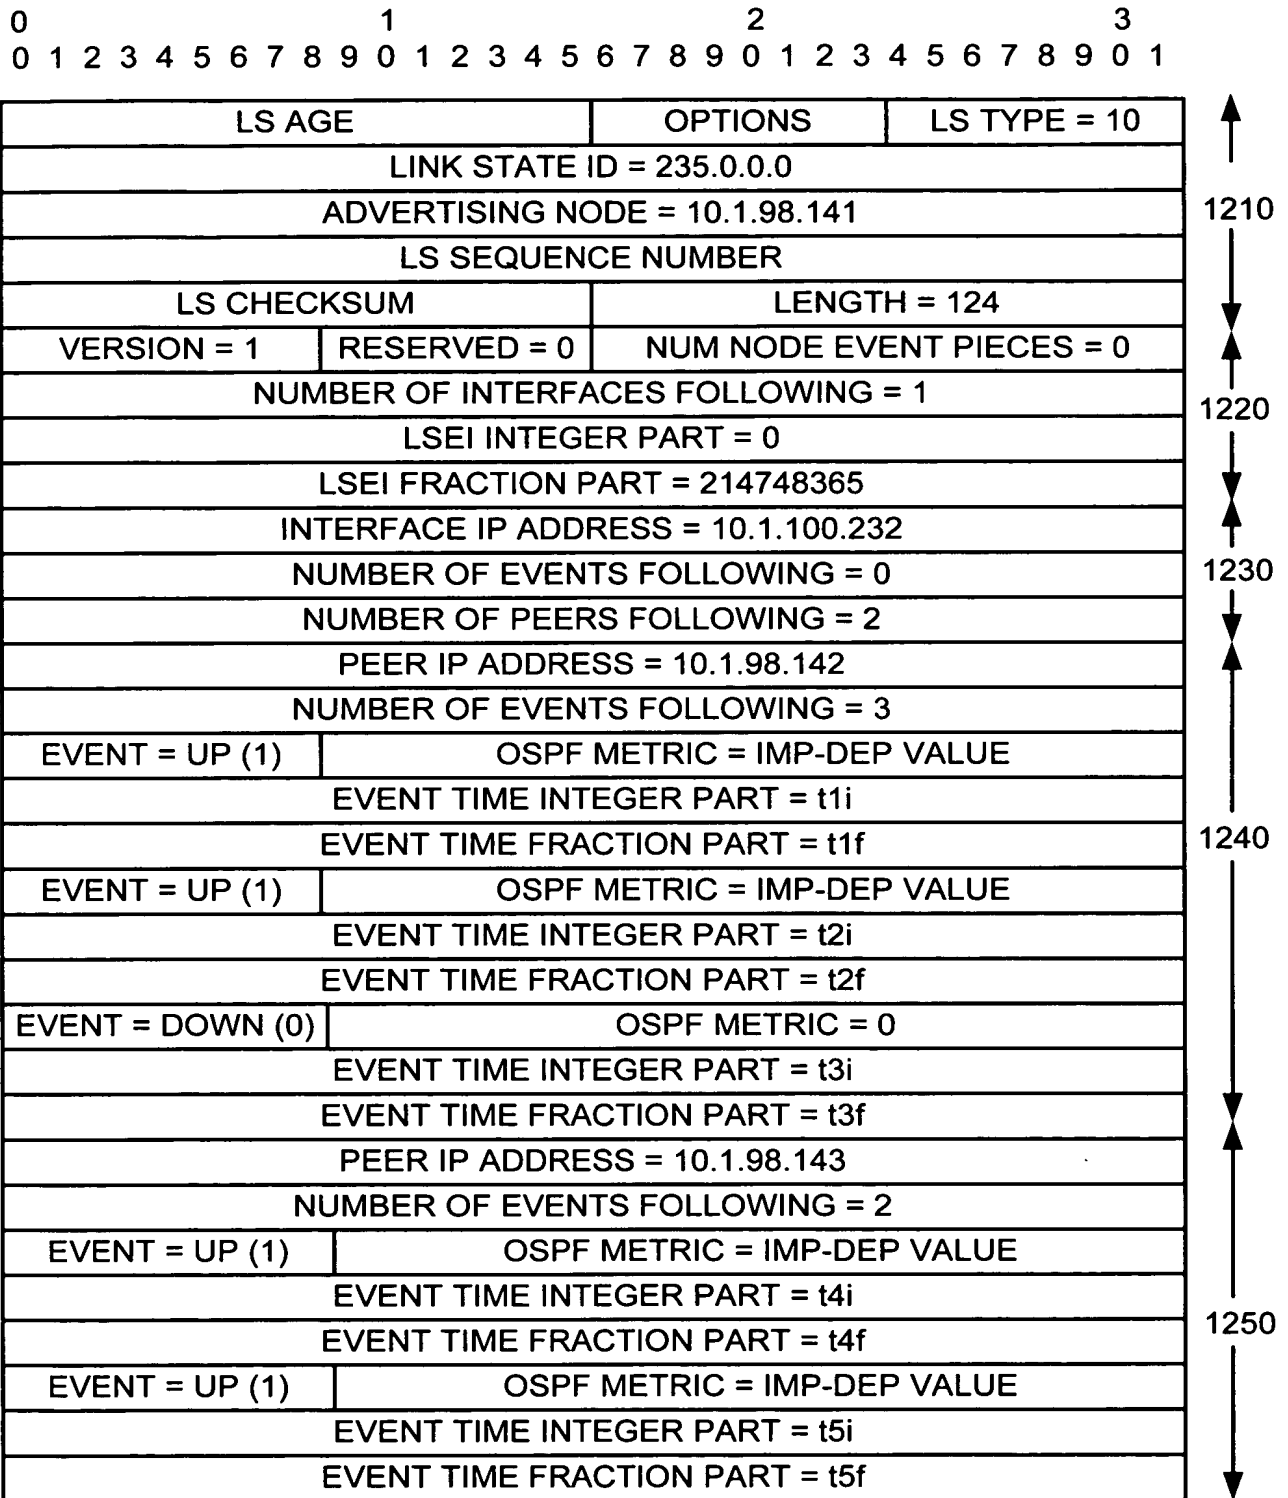 0 1 2 3
0 1 2 3 4 5 6 7 8 9 0 1 2 3 4 5 6 7 8 9 0 1 2 3 4 5 6 7 8 9 0 1
LS AGE OPTIONS LS TYPE = 10
LINK STATE ID = 235.0.0.0
ADVERTISING NODE = 10.1.98.141 1210
LS SEQUENCE NUMBER
LS CHECKSUM LENGTH = 124
VERSION = 1 RESERVED = 0 NUM NODE EVENT PIECES = 0
NUMBER OF INTERFACES FOLLOWING = 1 1220
LSEI INTEGER PART = 0
LSEI FRACTION PART = 214748365
INTERFACE IP ADDRESS = 10.1.100.232
NUMBER OF EVENTS FOLLOWING = 0 1230
NUMBER OF PEERS FOLLOWING = 2
PEER IP ADDRESS = 10.1.98.142
NUMBER OF EVENTS FOLLOWING = 3
EVENT = UP (1) OSPF METRIC = IMP-DEP VALUE
EVENT TIME INTEGER PART = t1i
EVENT TIME FRACTION PART = t1f 1240
EVENT = UP (1) OSPF METRIC = IMP-DEP VALUE
EVENT TIME INTEGER PART = t2i
EVENT TIME FRACTION PART = t2f
EVENT = DOWN (0) OSPF METRIC = 0
EVENT TIME INTEGER PART = t3i
EVENT TIME FRACTION PART = t3f
PEER IP ADDRESS = 10.1.98.143
NUMBER OF EVENTS FOLLOWING = 2
EVENT = UP (1) OSPF METRIC = IMP-DEP VALUE
EVENT TIME INTEGER PART = t4i
EVENT TIME FRACTION PART = t4f 1250
EVENT = UP (1) OSPF METRIC = IMP-DEP VALUE
EVENT TIME INTEGER PART = t5i
EVENT TIME FRACTION PART = t5f